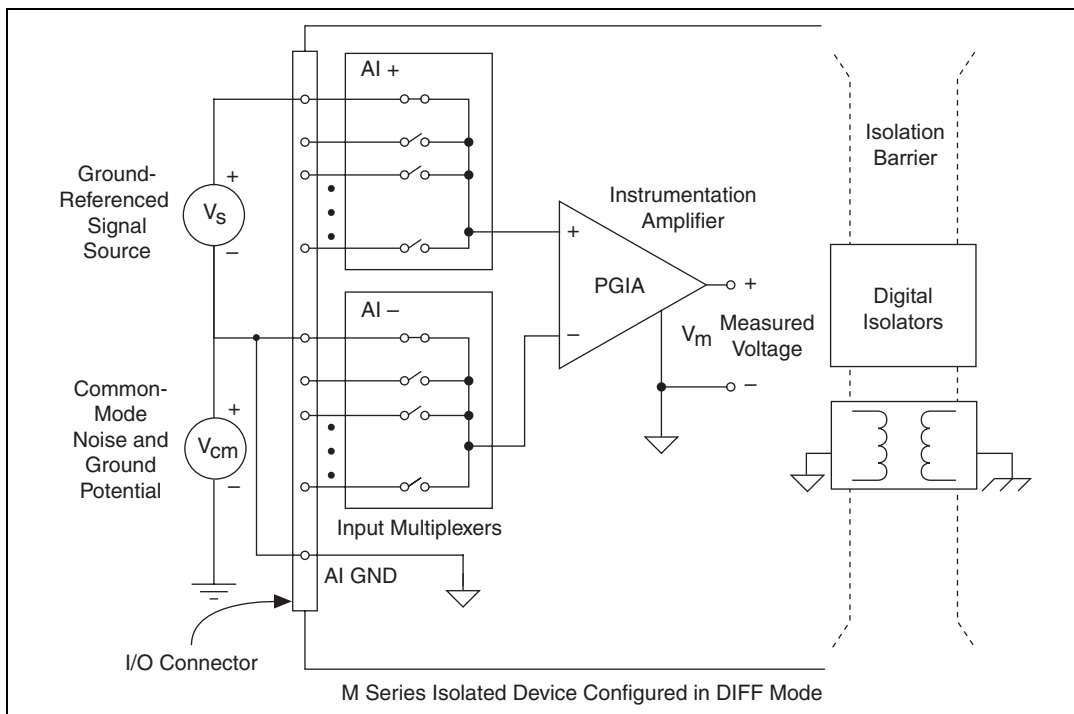 AI +
Isolation
Barrier
Ground-
Referenced
Signal
Source
+
Vs
−
Instrumentation
Amplifier
+
PGIA
−
+
Vm
Measured
Voltage
−
Digital
Isolators
AI −
Common-
Mode
Noise and
Ground
Potential
+
Vcm
−
Input Multiplexers
AI GND
I/O Connector
M Series Isolated Device Configured in DIFF Mode